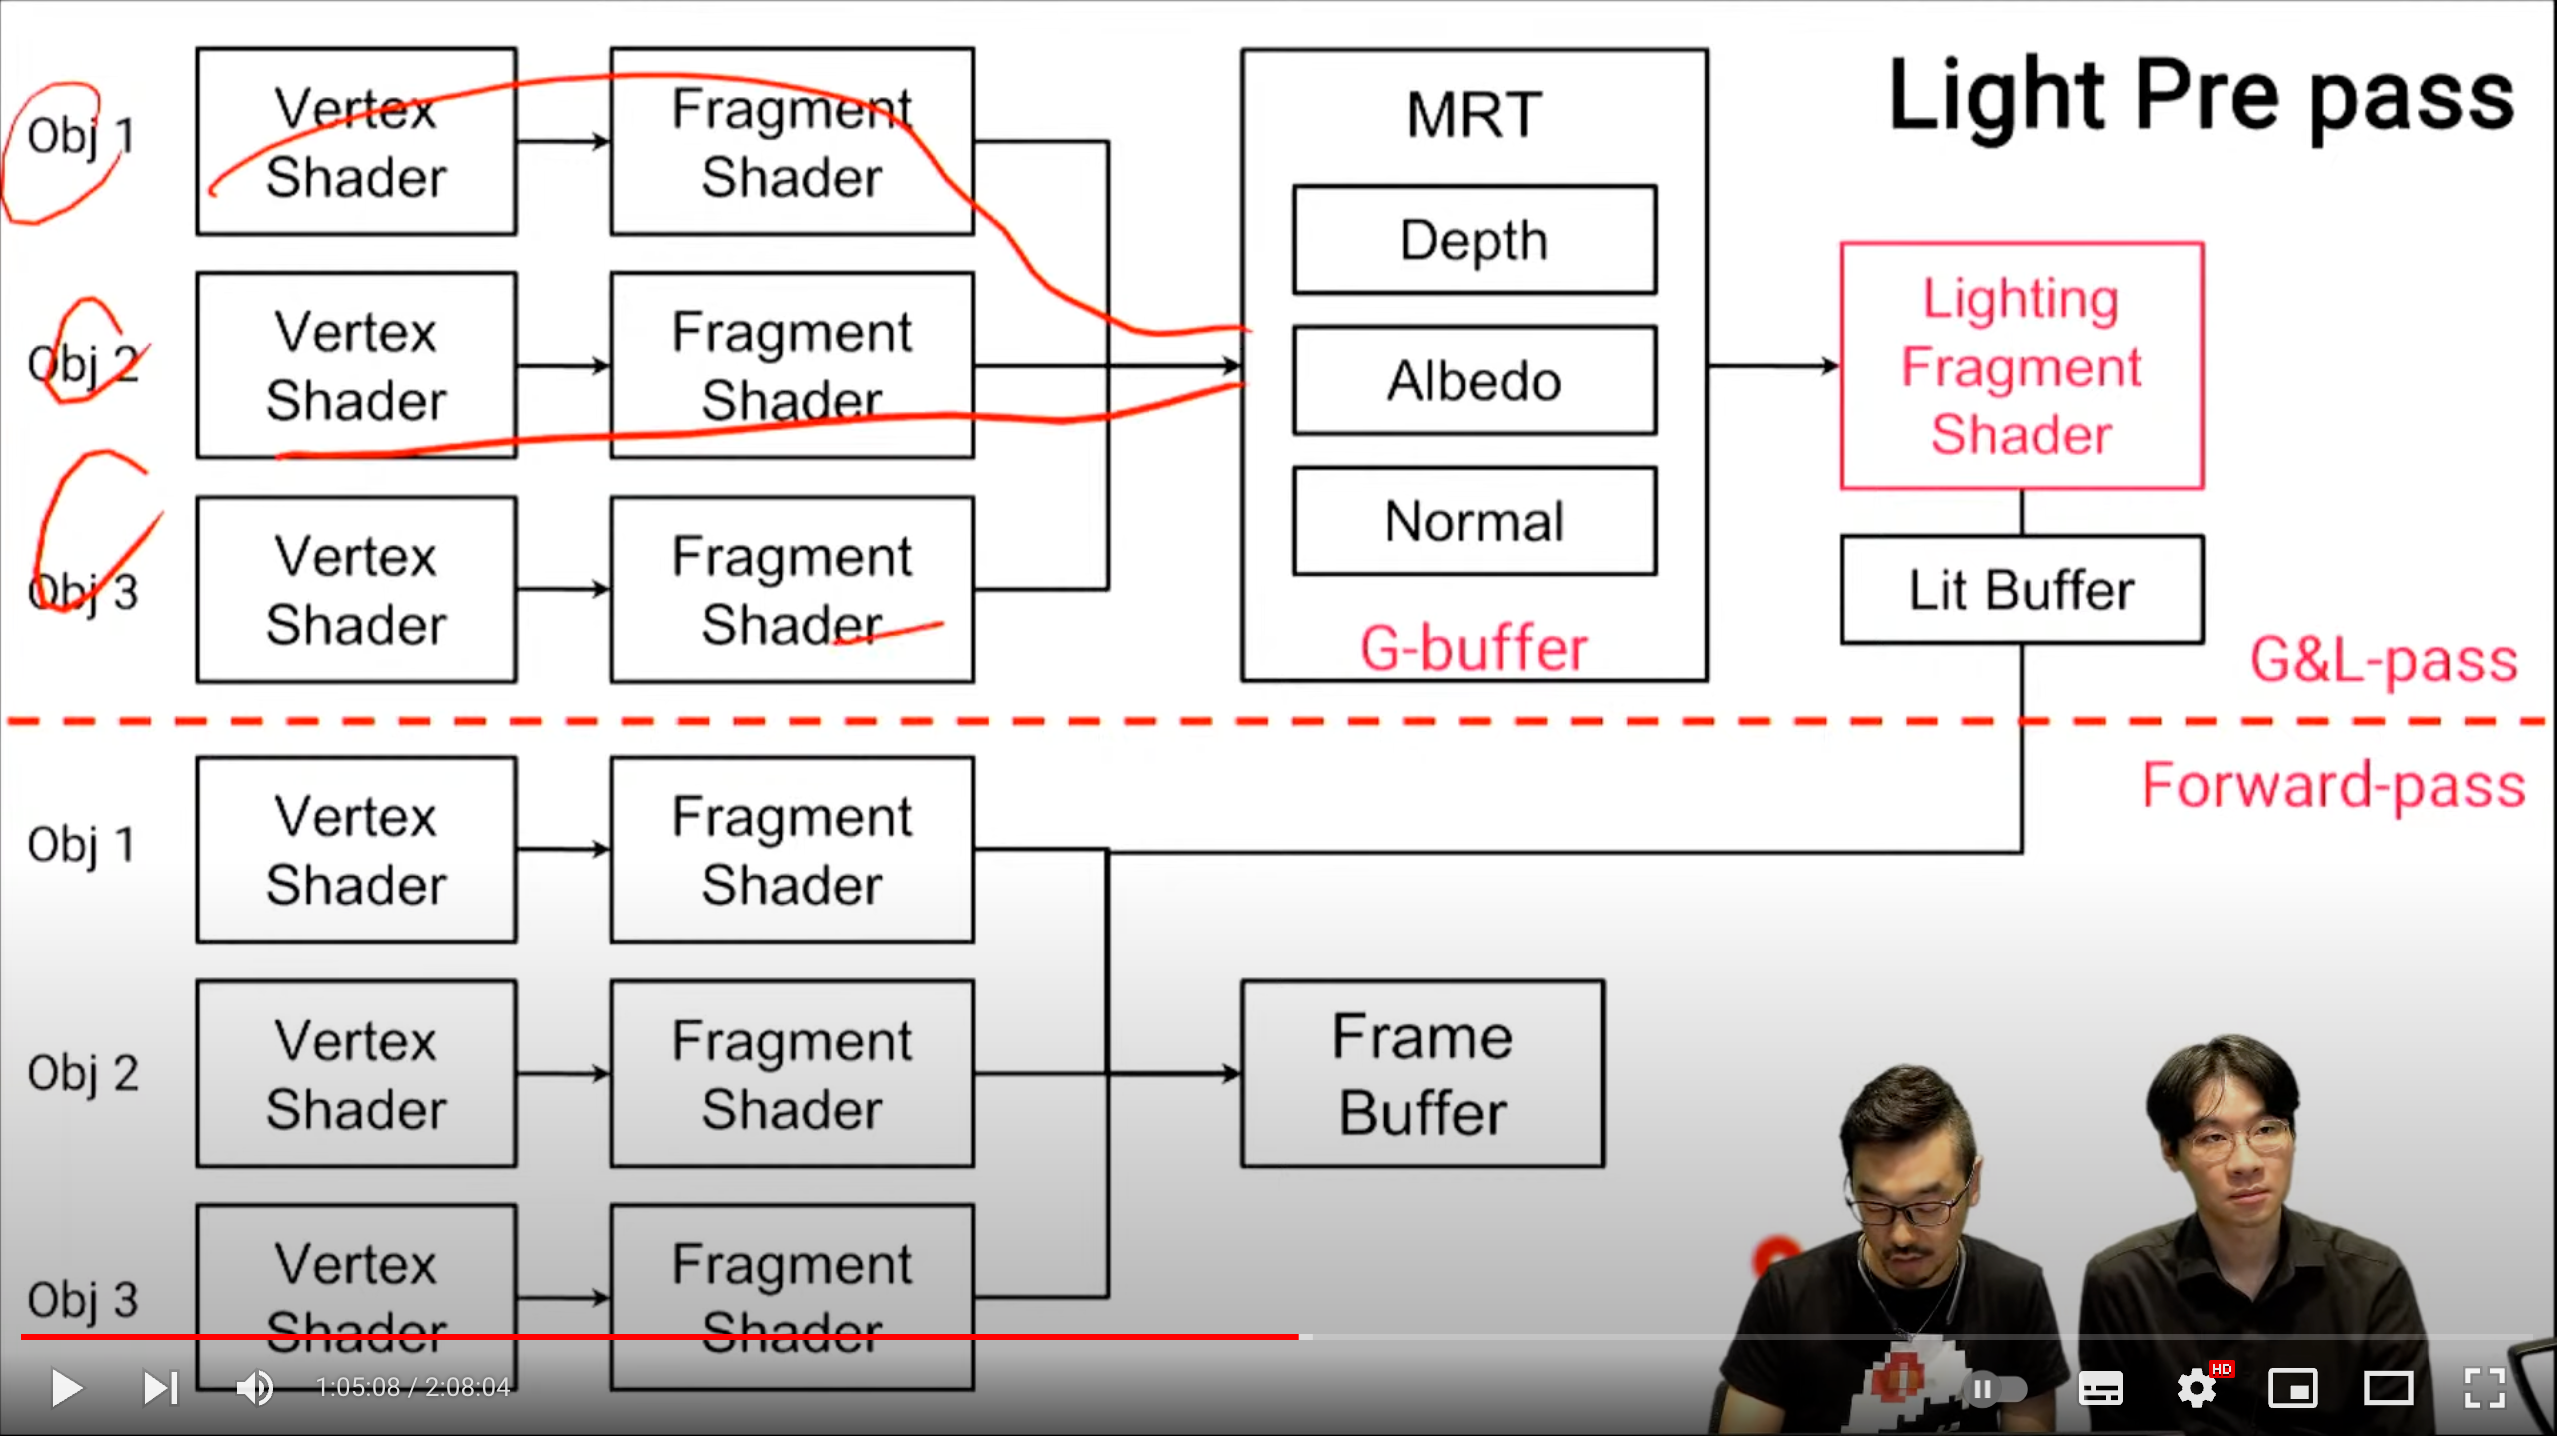 Light Pre pass
Obj 1
Vertex
Shader
Fragment
Shader
Obj 2
Vertex
Shader
Fragment
Shader
Obj 3
Vertex
Shader
Fragment
Shader
MRT
Depth
Albedo
Normal
G-buffer
Lighting
Fragment
Shader
Lit Buffer
G&L-pass
Forward-pass
Obj 1
Vertex
Shader
Fragment
Shader
Obj 2
Vertex
Shader
Fragment
Shader
Obj 3
Vertex
Shader
Fragment
Shader
Frame
Buffer
1:05:08 / 2:08:04
HD